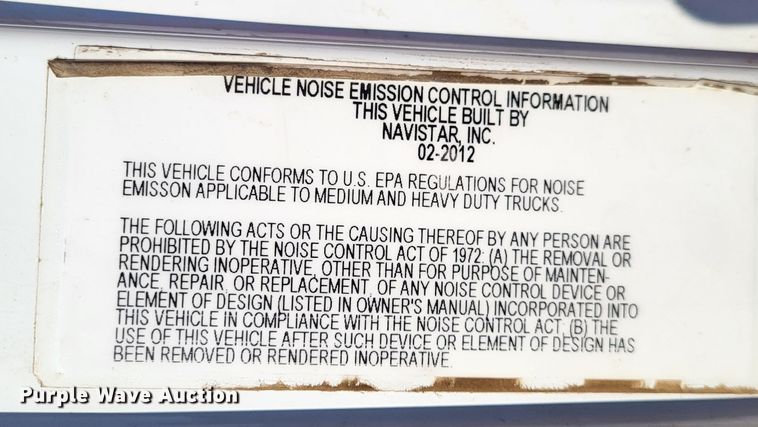 VEHICLE NOISE EMISSION CONTROL INFORMATION
THIS VEHICLE BUILT BY
NAVISTAR, INC.
02-2012
THIS VEHICLE CONFORMS TO U.S. EPA REGULATIONS FOR NOISE
EMISSON APPLICABLE TO MEDIUM AND HEAVY DUTY TRUCKS.
THE FOLLOWING ACTS OR THE CAUSING THEREOF BY ANY PERSON ARE
PROHIBITED BY THE NOISE CONTROL ACT OF 1972: (A) THE REMOVAL OR
RENDERING INOPERATIVE, OTHER THAN FOR PURPOSE OF MAINTEN-
ANCE, REPAIR, OR REPLACEMENT, OF ANY NOISE CONTROL DEVICE OR
ELEMENT OF DESIGN (LISTED IN OWNER'S MANUAL) INCORPORATED INTO
THIS VEHICLE IN COMPLIANCE WITH THE NOISE CONTROL ACT; (B) THE
USE OF THIS VEHICLE AFTER SUCH DEVICE OR ELEMENT OF DESIGN HAS
BEEN REMOVED OR RENDERED INOPERATIVE.
Purple Wave Auction